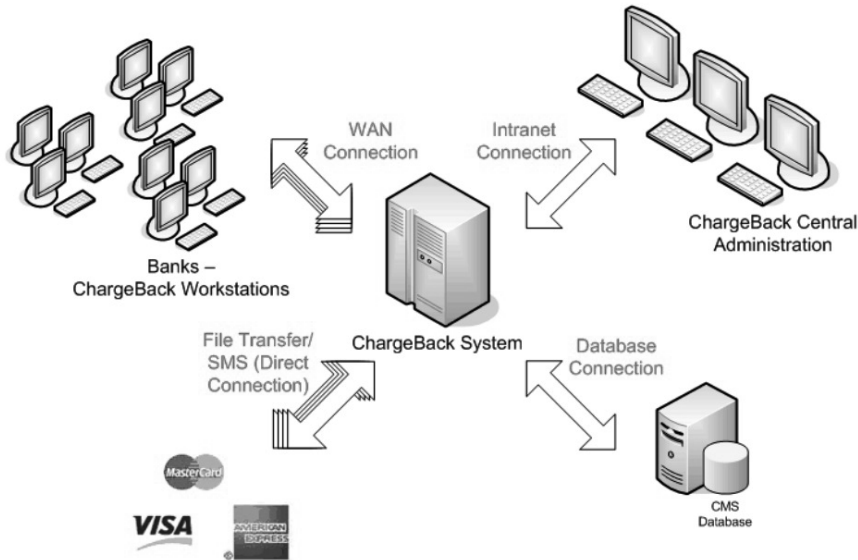 WAN
Connection
Intranet
Connection
Banks –
ChargeBack Workstations
ChargeBack Central
Administration
File Transfer/
SMS (Direct
Connection)
ChargeBack System
Database
Connection
MasterCard
VISA
AMERICAN
EXPRESS
®
CMS
Database